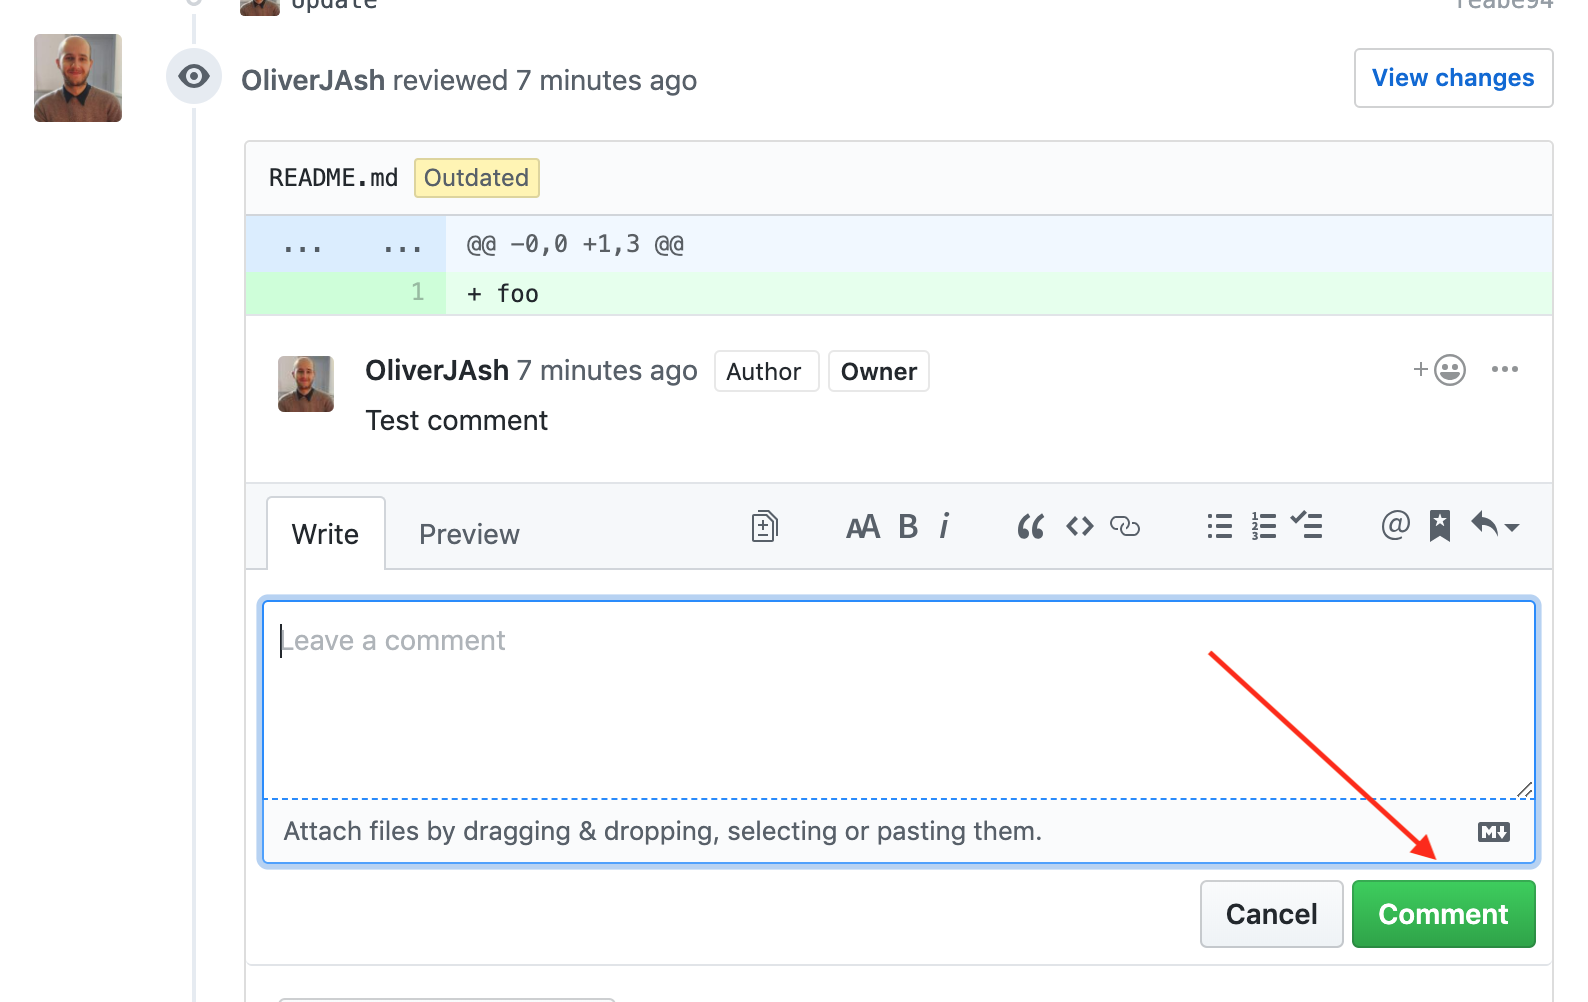 Update
OliverJAsh reviewed 7 minutes ago
View changes
README.md Outdated
... ... @@ -0,0 +1,3 @@
1 + foo
OliverJAsh 7 minutes ago Author Owner
Test comment
Write Preview
Leave a comment
Attach files by dragging & dropping, selecting or pasting them.
Cancel Comment